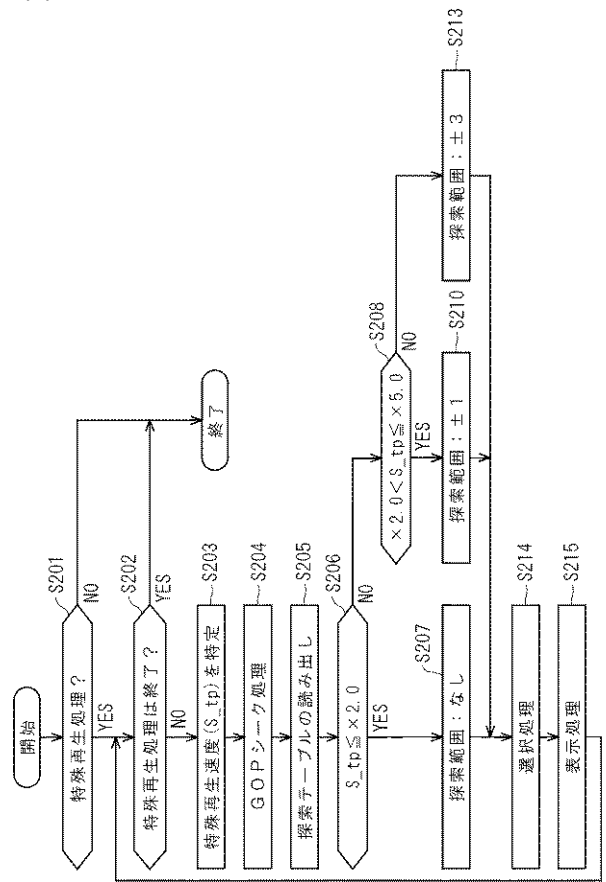 開始
特殊再生処理?
S201
YES
NO
特殊再生処理は終了?
S202
YES
NO
終了
特殊再生速度(S_tp)を特定
S203
GOPシーク処理
S204
探索テーブルの読み出し
S205
S_tp≦×2.0
S206
YES
NO
×2.0<S_tp≦×5.0
S208
YES
NO
探索範囲:なし
S207
探索範囲:±1
S210
探索範囲:±3
S213
選択処理
S214
表示処理
S215